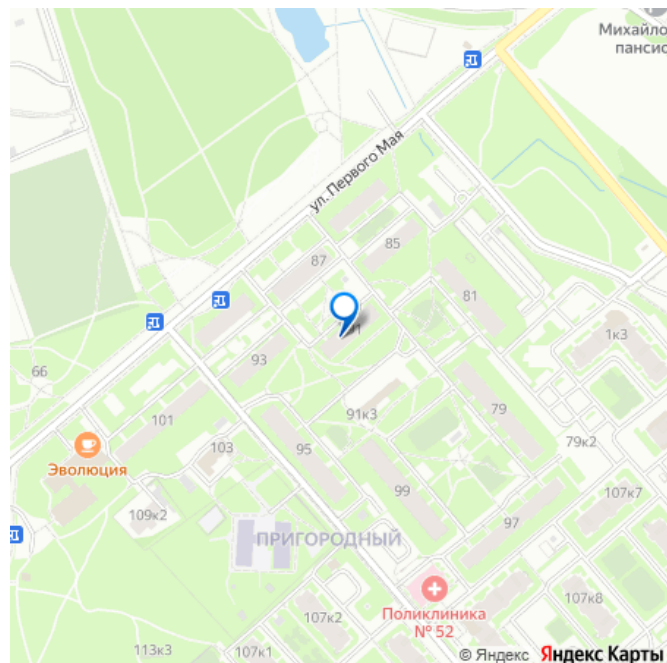 Михайло
пансио
ул. Первого Мая
85
87
81
91
1к3
66
93
91к3
79
101
103
95
79к2
Эволюция
99
107к7
109к2
97
ПРИГОРОДНЫЙ
Поликлиника
№ 52
107к8
107к2
113к3
107к1
© Яндекс Яндекс Карты